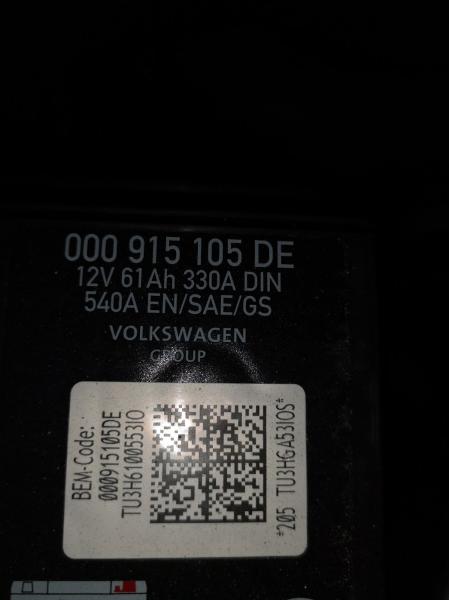 000 915 105 DE
12V 61Ah 330A DIN
540A EN/SAE/GS
VOLKSWAGEN
GROUP
BEM-Code:
000915105DE
TU3H6100553IO
*205 TU9HGA53IOS*